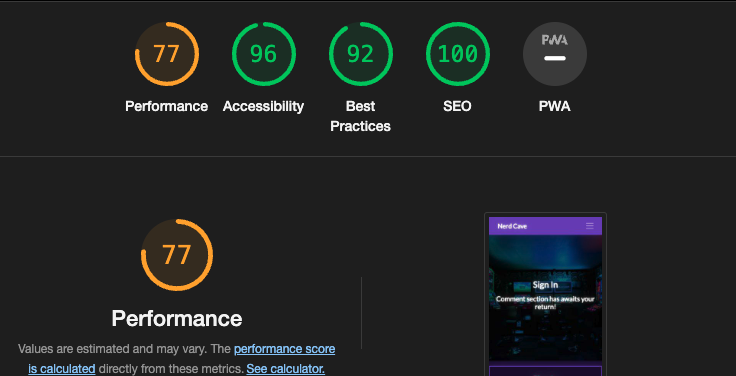 77
96
92
100
PWA
Performance
Accessibility
Best
Practices
SEO
PWA
77
Performance
Values are estimated and may vary. The performance score
is calculated directly from these metrics. See calculator.
Nerd Cave
Sign In
Comment section has awaits your
return!